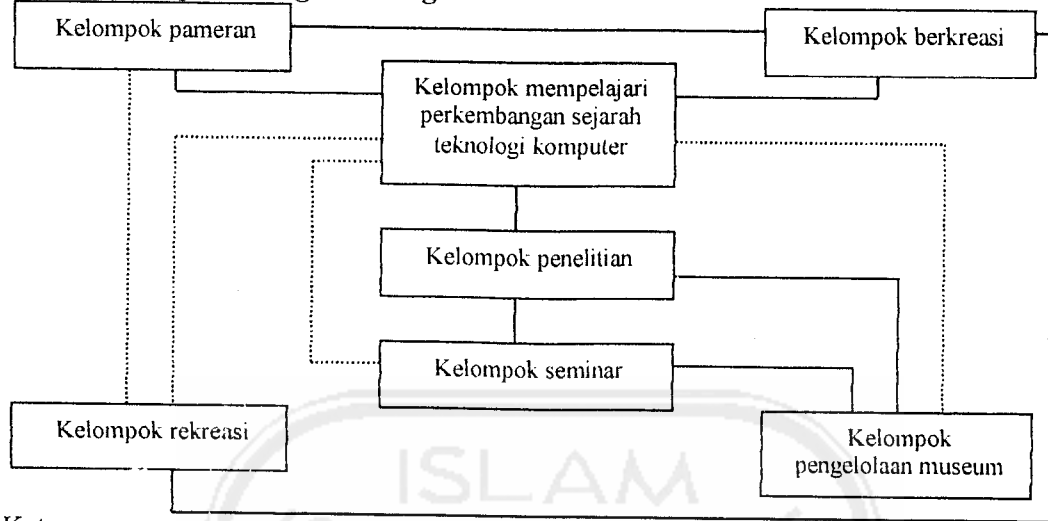 Kelompok pameran
Kelompok berkreasi
Kelompok mempelajari
perkembangan sejarah
teknologi komputer
Kelompok penelitian
Kelompok seminar
Kelompok rekreasi
Kelompok
pengelolaan museum
ISLAM